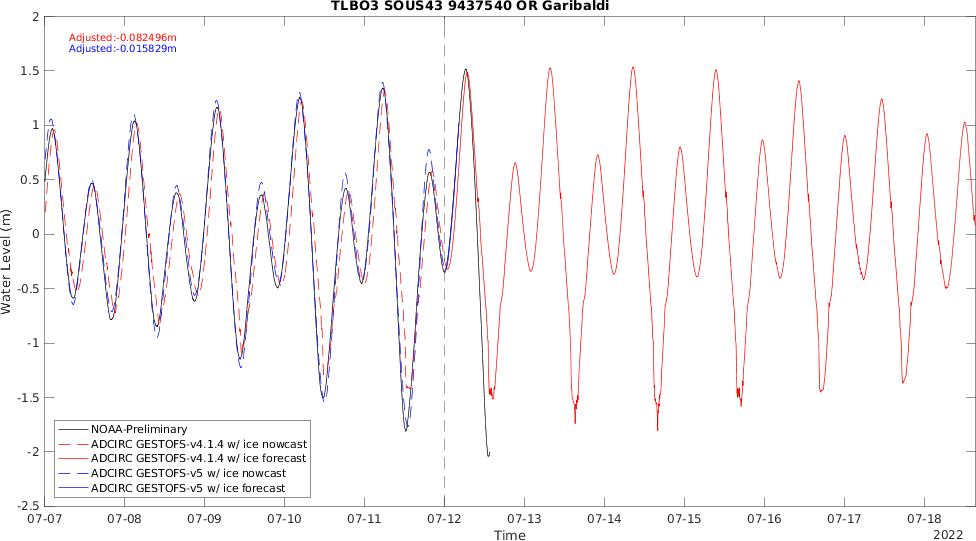 TLBO3 SOUS43 9437540 OR Garibaldi
Adjusted:-0.082496m
Adjusted:-0.015829m
2
1.5
1
0.5
0
-0.5
-1
-1.5
-2
-2.5
Water Level (m)
NOAA-Preliminary
ADCIRC GESTOFS-v4.1.4 w/ ice nowcast
ADCIRC GESTOFS-v4.1.4 w/ ice forecast
ADCIRC GESTOFS-v5 w/ ice nowcast
ADCIRC GESTOFS-v5 w/ ice forecast
07-07 07-08 07-09 07-10 07-11 07-12 07-13 07-14 07-15 07-16 07-17 07-18
Time
2022